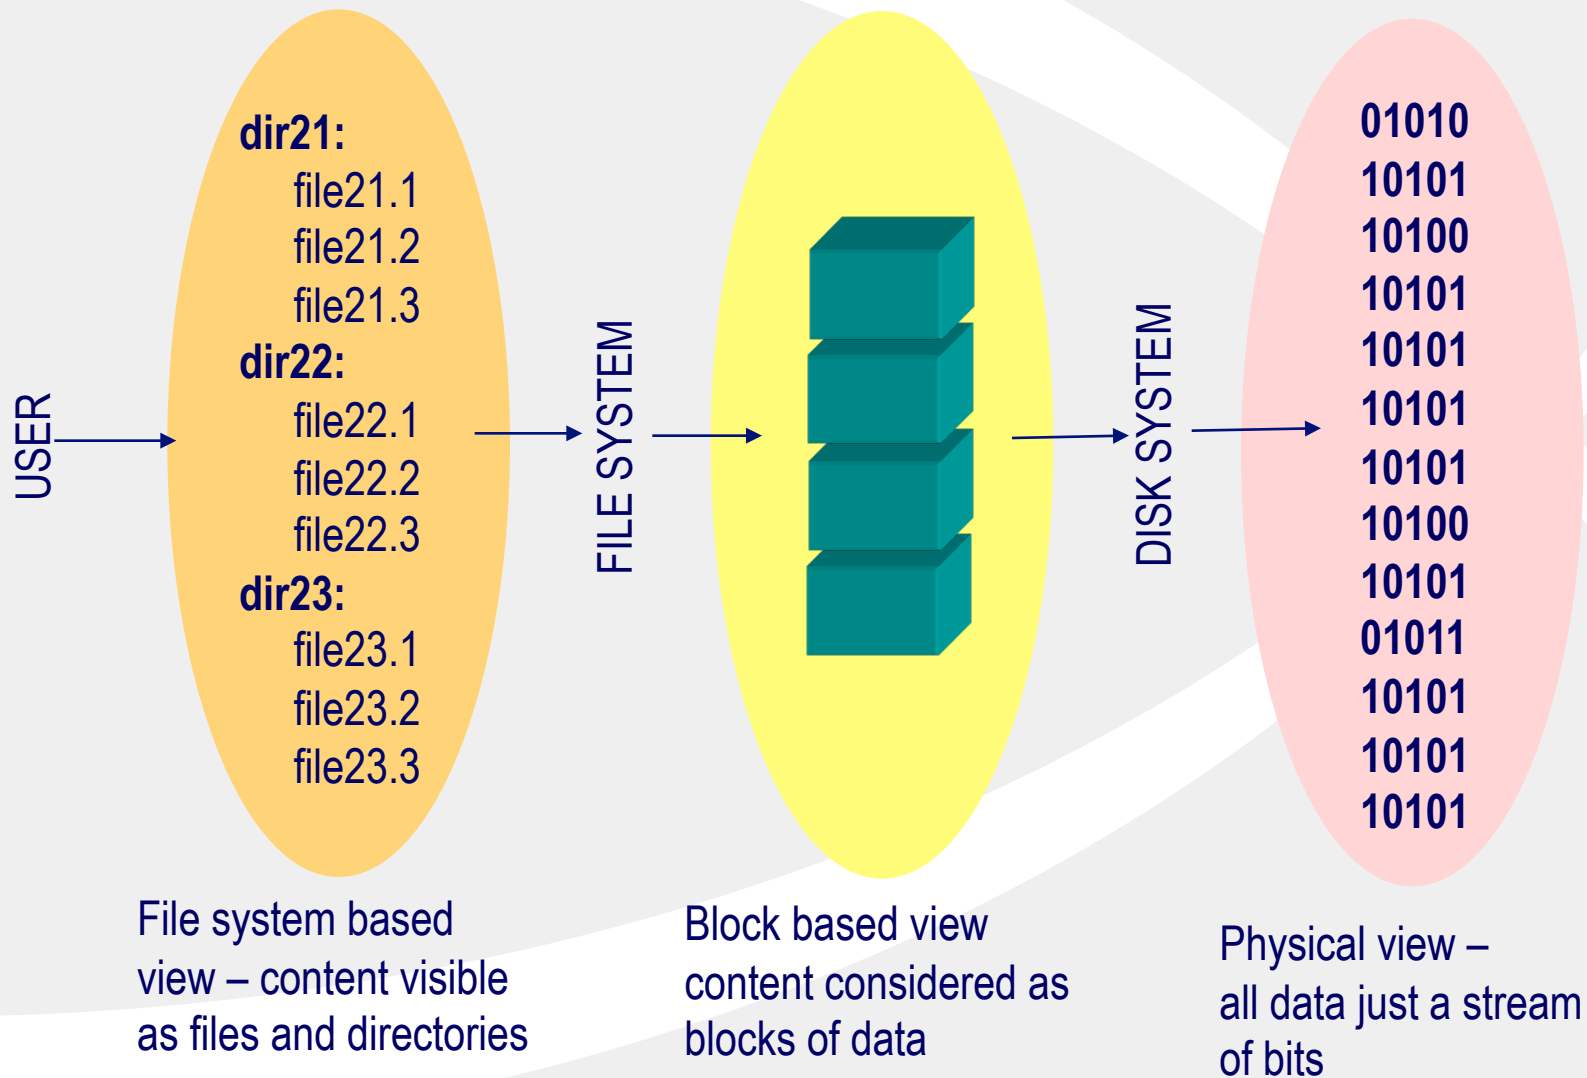 USER
dir21:
file21.1
file21.2
file21.3
dir22:
file22.1
file22.2
file22.3
dir23:
file23.1
file23.2
file23.3
FILE SYSTEM
DISK SYSTEM
01010
10101
10100
10101
10101
10101
10101
10100
10101
01011
10101
10101
10101
File system based
view – content visible
as files and directories
Block based view
content considered as
blocks of data
Physical view –
all data just a stream
of bits